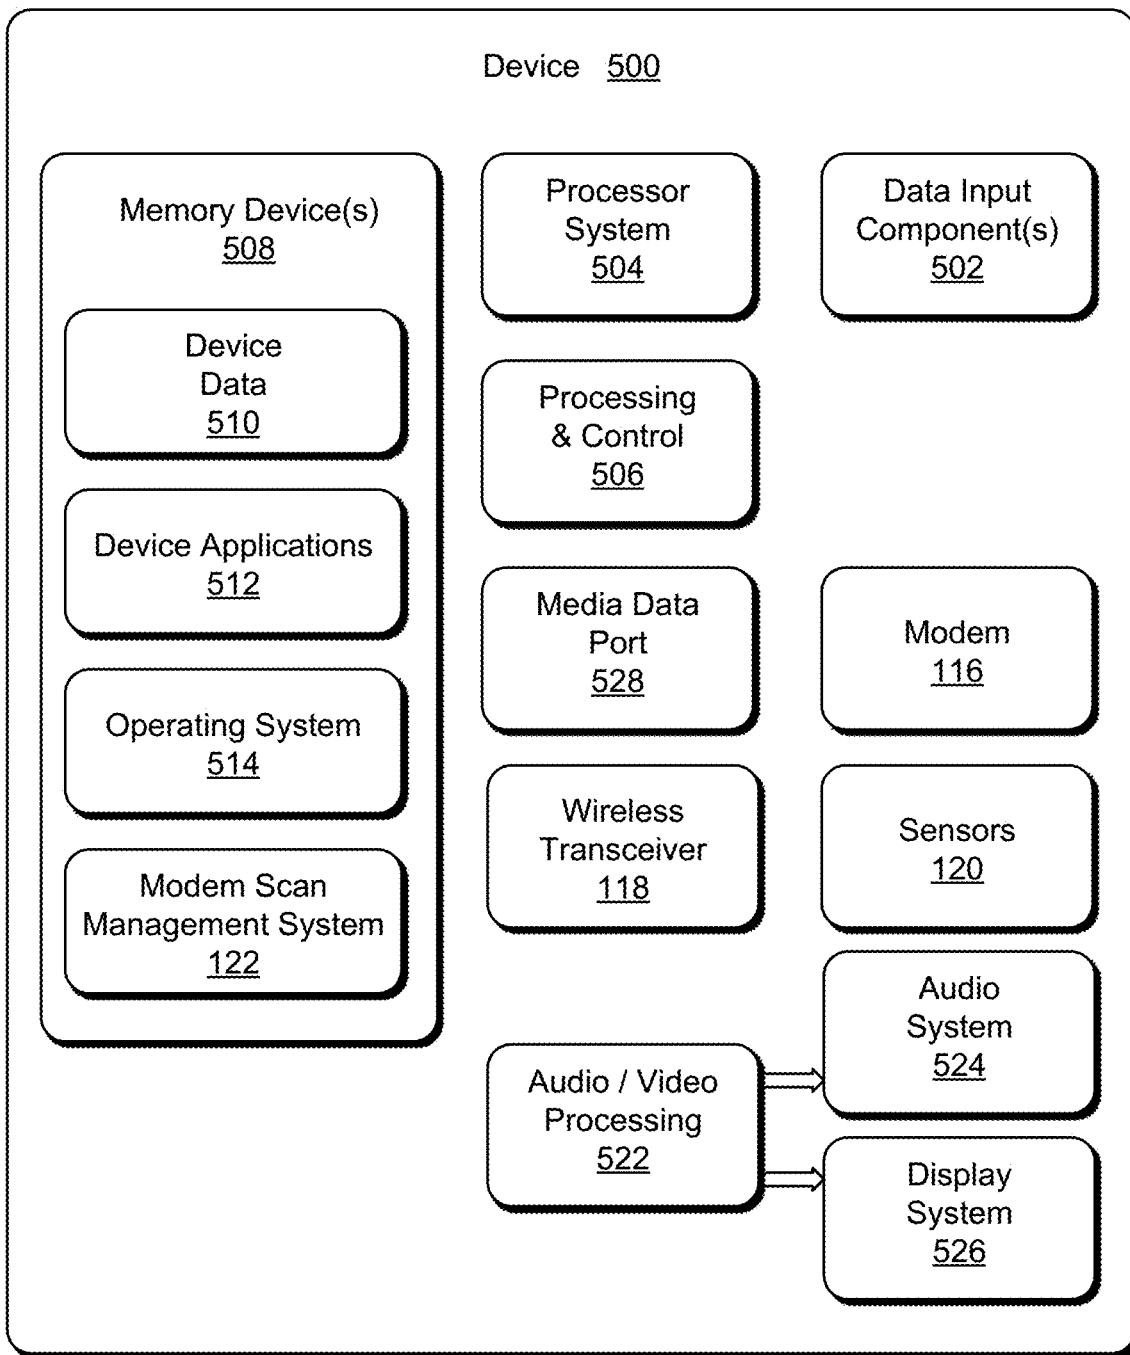 Device 500
Memory Device(s)
508
Device
Data
510
Device Applications
512
Operating System
514
Modem Scan
Management System
122
Processor
System
504
Data Input
Component(s)
502
Processing
& Control
506
Media Data
Port
528
Modem
116
Wireless
Transceiver
118
Sensors
120
Audio / Video
Processing
522
Audio
System
524
Display
System
526